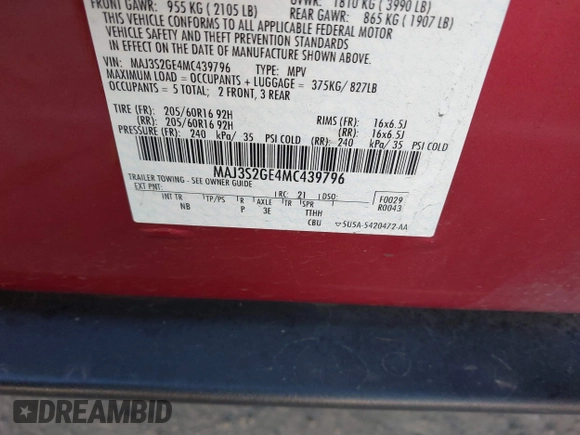 FRONT GAWR: 955 KG ( 2105 LB)
GVWR: 1810 KG ( 3990 LB)
REAR GAWR: 865 KG ( 1907 LB)
THIS VEHICLE CONFORMS TO ALL APPLICABLE FEDERAL MOTOR
VEHICLE SAFETY AND THEFT PREVENTION STANDARDS
IN EFFECT ON THE DATE OF MANUFACTURE SHOWN ABOVE.
VIN: MAJ3S2GE4MC439796 TYPE: MPV
MAXIMUM LOAD = OCCUPANTS + LUGGAGE = 375KG/ 827LB
OCCUPANTS = 5 TOTAL; 2 FRONT, 3 REAR
TIRE (FR): 205/60R16 92H RIMS (FR): 16x6.5J
(RR): 205/60R16 92H (RR): 16x6.5J
PRESSURE (FR): 240 kPa/ 35 PSI COLD (RR): 240 kPa/ 35 PSI COLD
MAJ3S2GE4MC439796
TRAILER TOWING - SEE OWNER GUIDE
EXT PNT: RC: 21 DSO: F0029
INT TR TP/PS R AXLE TR SPR R0043
NB P 3E TTHH
CBU 5U5A-5420472-AA
DREAMBID